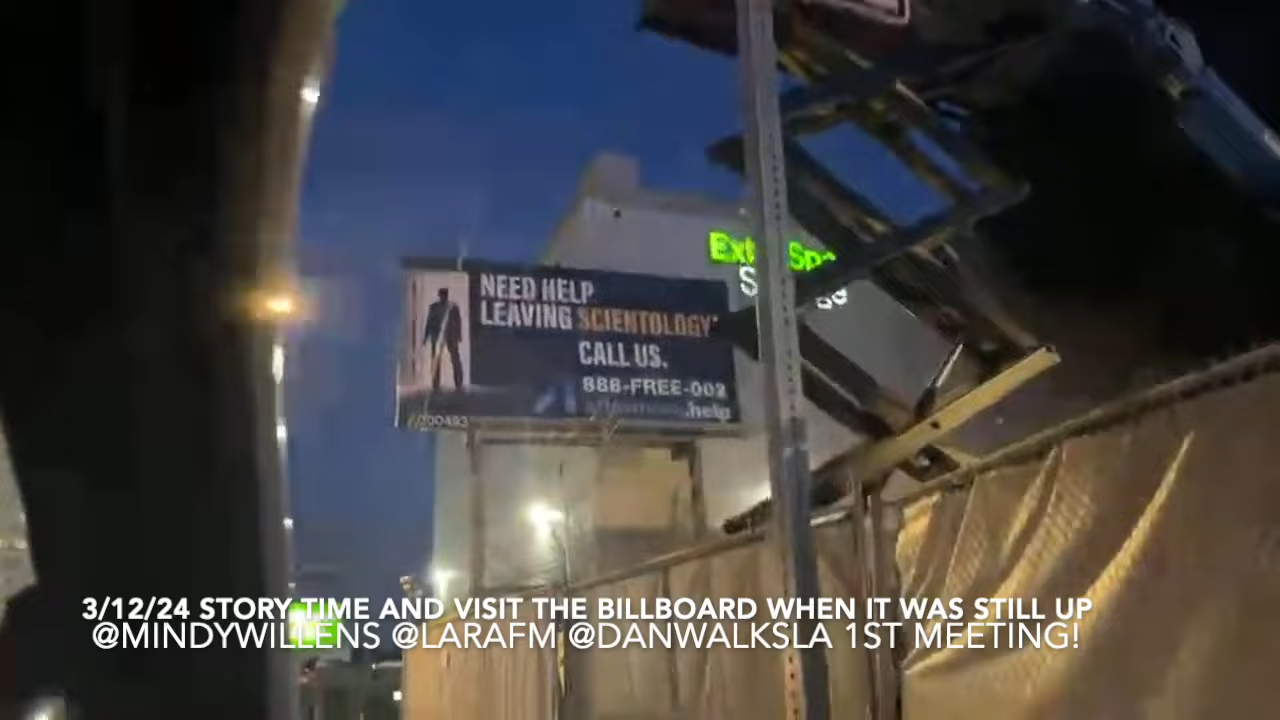 NEED HELP
LEAVING SCIENTOLOGY
CALL US.
888-FREE-002
.help
3/12/24 STORY TIME AND VISIT THE BILLBOARD WHEN IT WAS STILL UP
@MINDYWILLENS @LARAFM @DANWALKSLA 1ST MEETING!